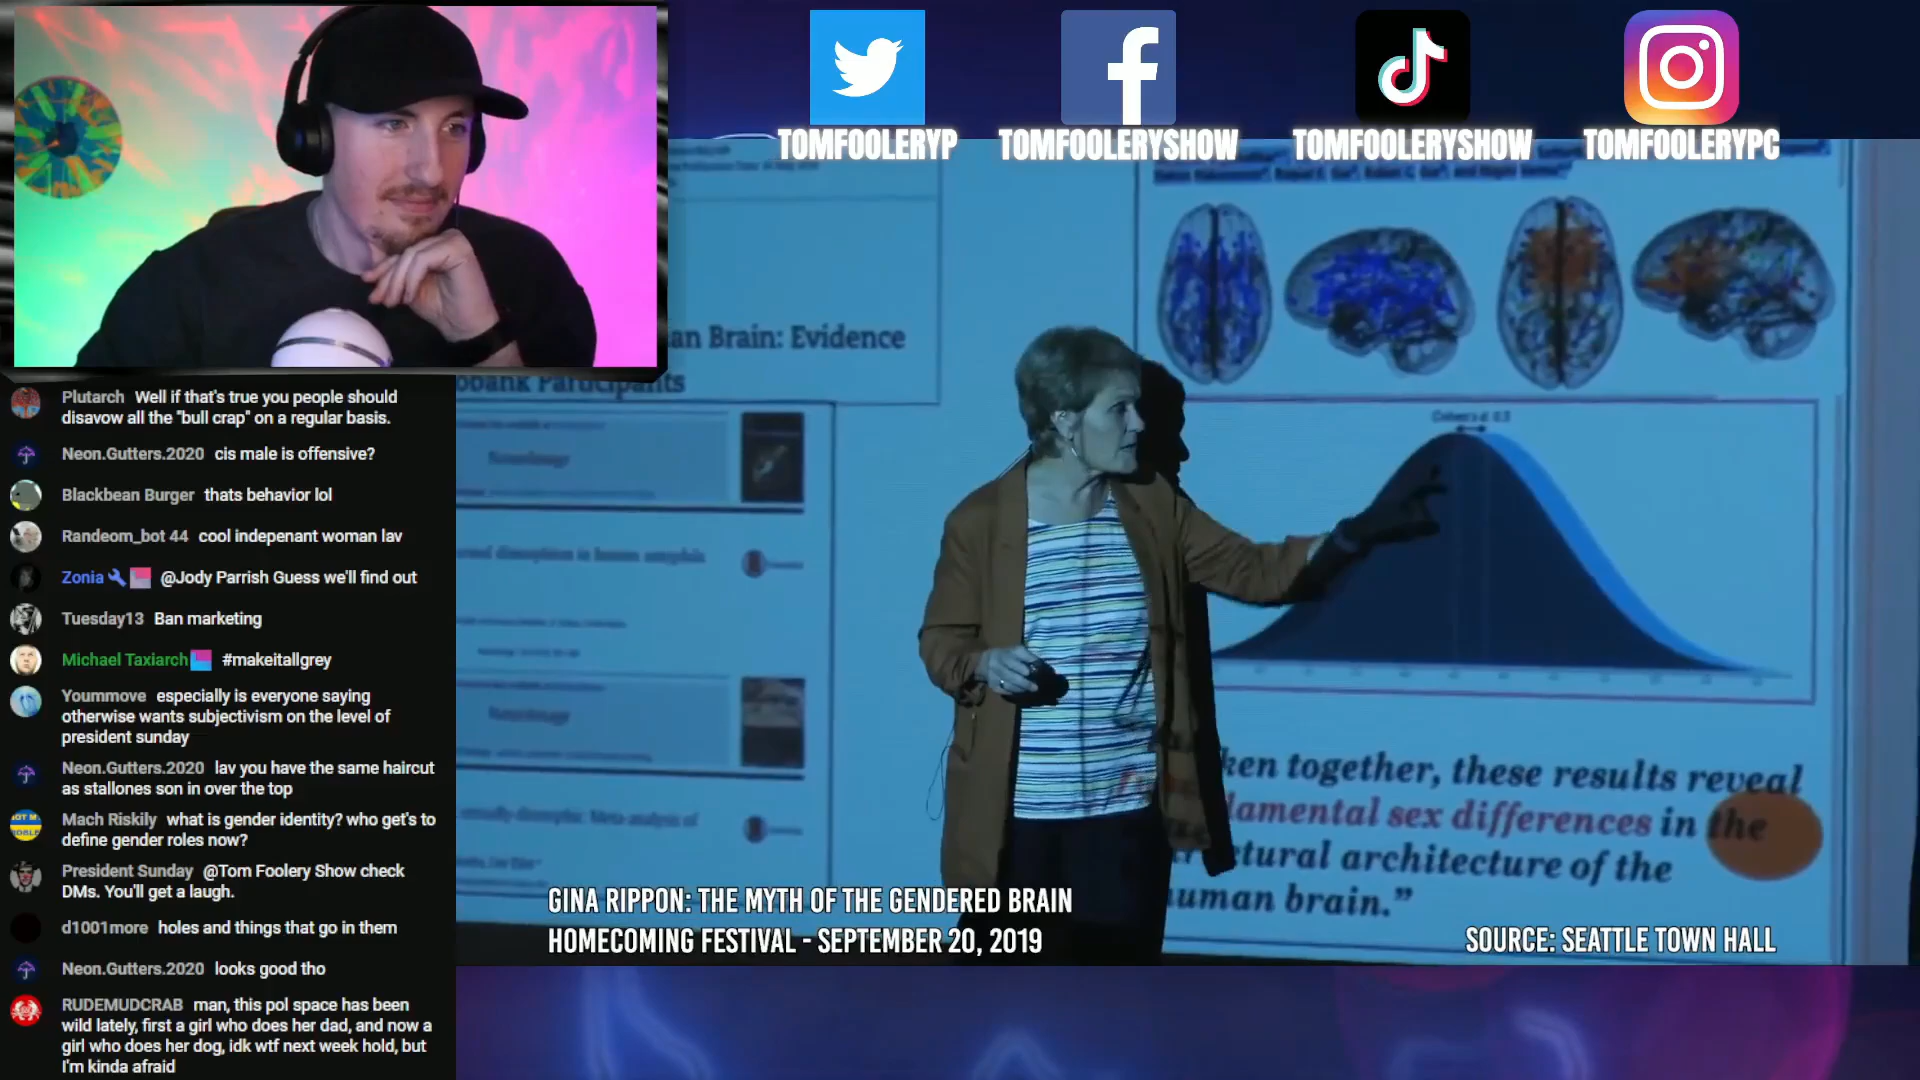 TOMFOOLERYP
TOMFOOLERYSHOW
TOMFOOLERYSHOW
TOMFOOLERYPC
an Brain: Evidence
obank Participants
Cohen's d 0.3
Plutarch Well if that's true you people should
disavow all the "bull crap" on a regular basis.
Neon.Gutters.2020 cis male is offensive?
Blackbean Burger thats behavior lol
Randeom_bot 44 cool indepenant woman lav
Zonia @Jody Parrish Guess we'll find out
Tuesday13 Ban marketing
Michael Taxiarch #makeitallgrey
Yoummove especially is everyone saying
otherwise wants subjectivism on the level of
president sunday
Neon.Gutters.2020 lav you have the same haircut
as stallones son in over the top
Mach Riskily what is gender identity? who get's to
define gender roles now?
President Sunday @Tom Foolery Show check
DMs. You'll get a laugh.
d1001more holes and things that go in them
Neon.Gutters.2020 looks good tho
RUDEMUDCRAB man, this pol space has been
wild lately, first a girl who does her dad, and now a
girl who does her dog, idk wtf next week hold, but
I'm kinda afraid
ken together, these results reveal
damental sex differences in the
ctural architecture of the
human brain.”
GINA RIPPON: THE MYTH OF THE GENDERED BRAIN
HOMECOMING FESTIVAL - SEPTEMBER 20, 2019
SOURCE: SEATTLE TOWN HALL